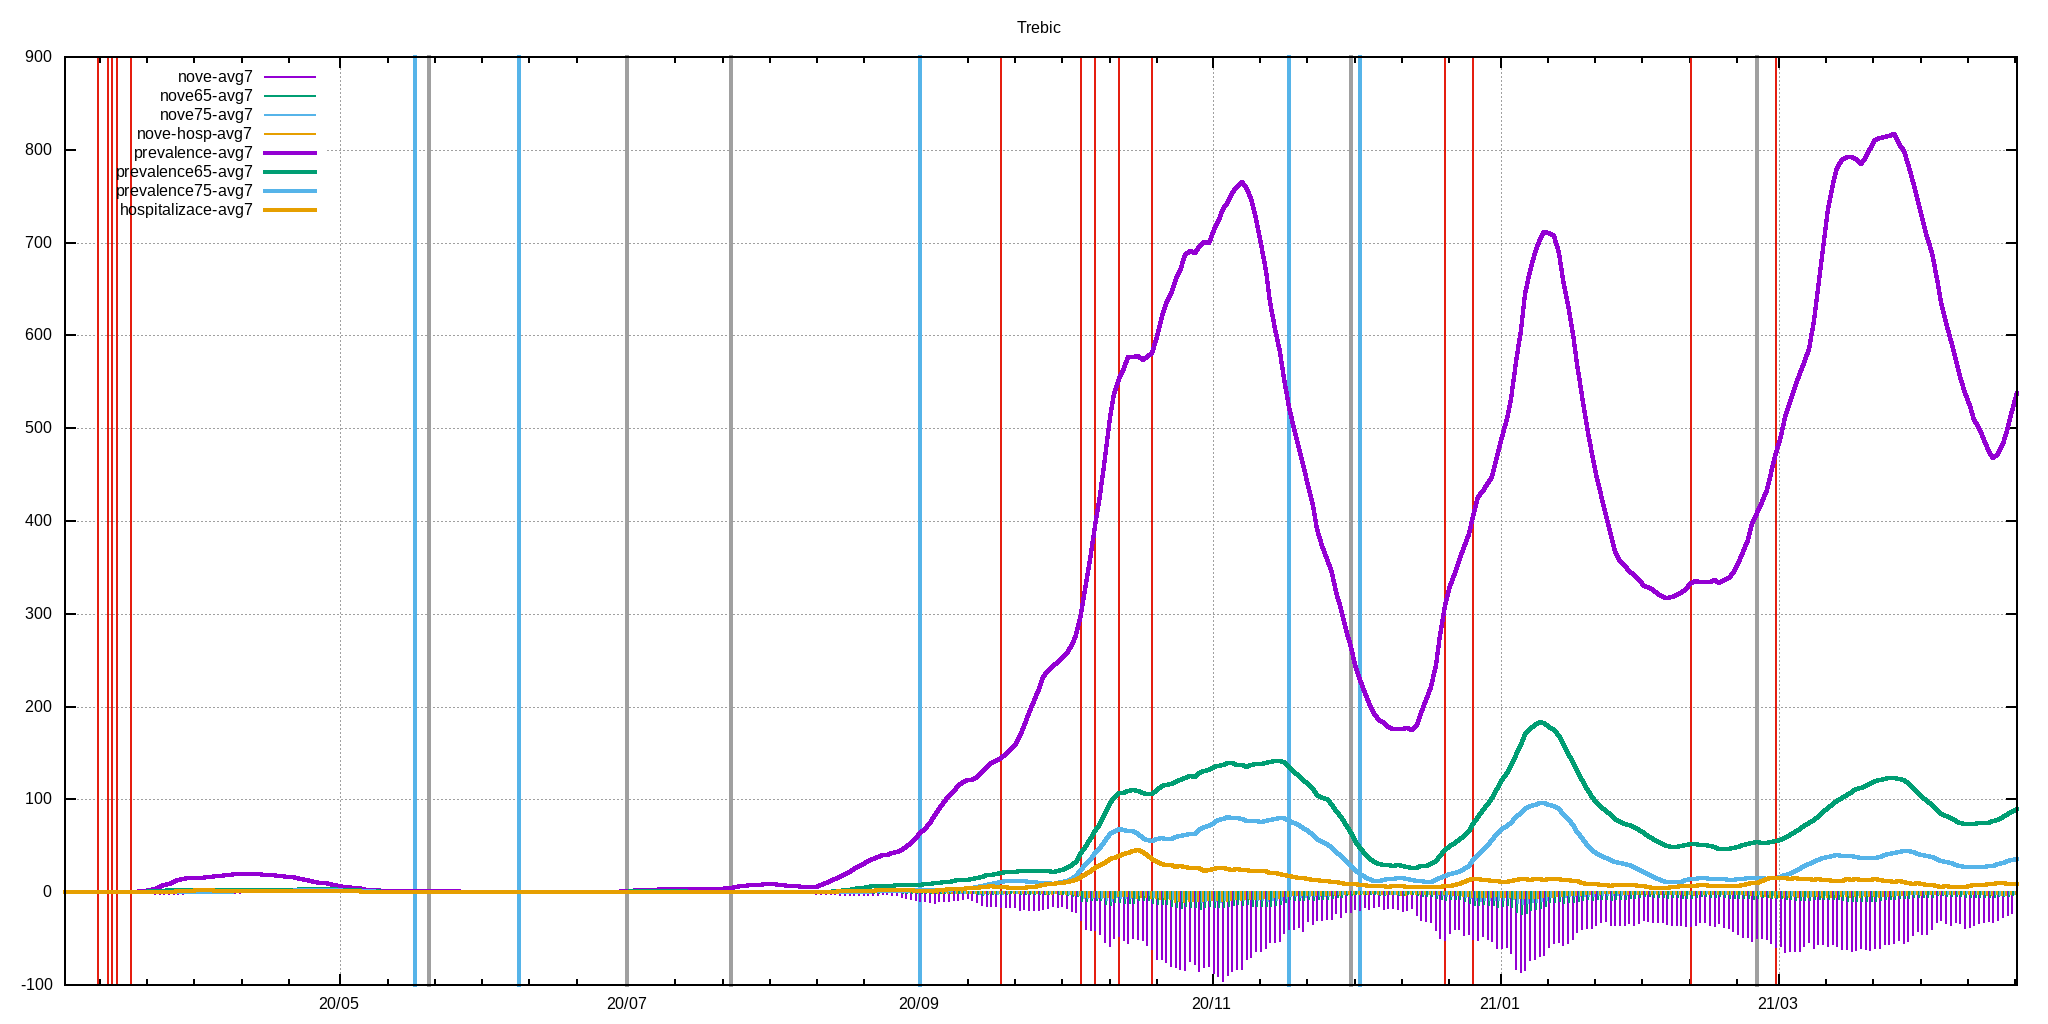 Trebic
900
800
700
600
500
400
300
200
100
0
-100
nove-avg7
nove65-avg7
nove75-avg7
nove-hosp-avg7
prevalence-avg7
prevalence65-avg7
prevalence75-avg7
hospitalizace-avg7
20/05
20/07
20/09
20/11
21/01
21/03